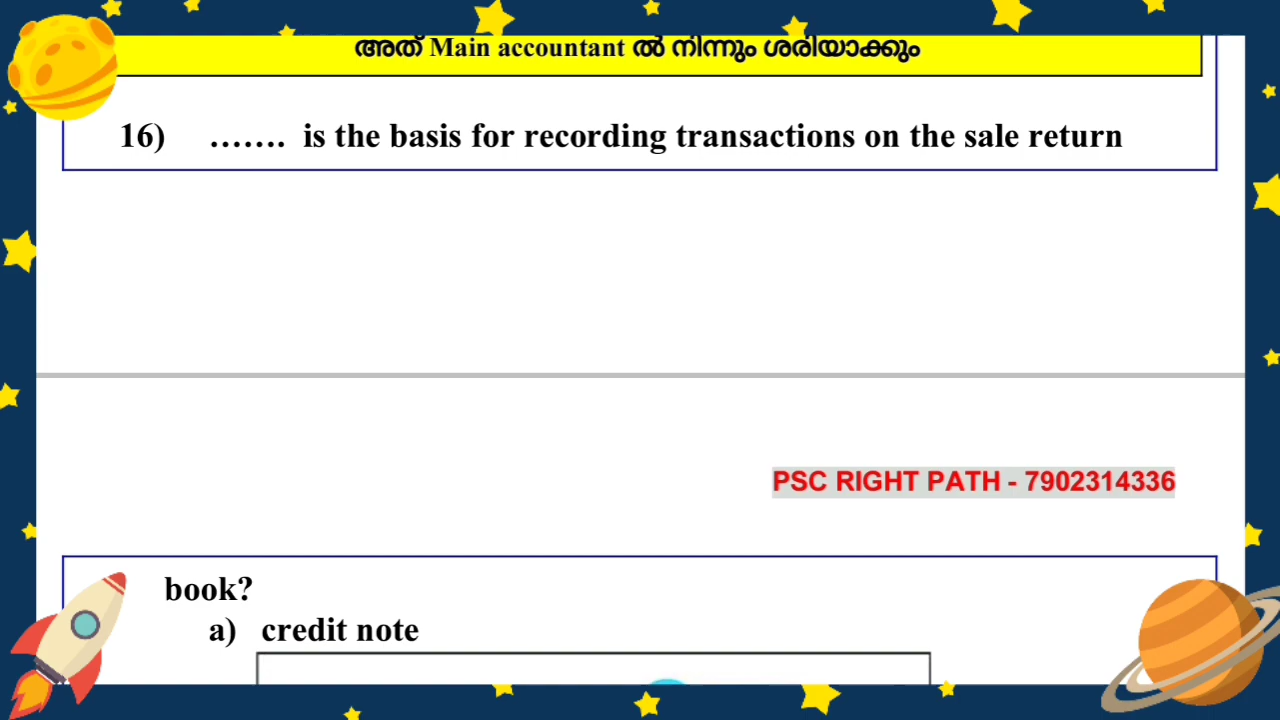 അത് Main accountant ൽ നിന്നും ശരിയാക്കും
16) ……. is the basis for recording transactions on the sale return
PSC RIGHT PATH - 7902314336
book?
a) credit note